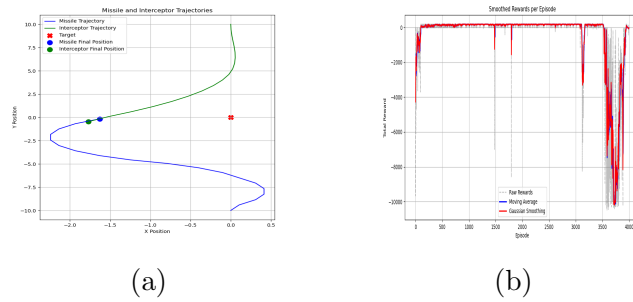 Missile and Interceptor Trajectories
Missile Trajectory
Interceptor Trajectory
Target
Missile Final Position
Interceptor Final Position
Y Position
10.0
7.5
5.0
2.5
0.0
−2.5
−5.0
−7.5
−10.0
−2.0
−1.5
−1.0
−0.5
0.0
X Position
(a)
Smoothed Rewards per Episode
Total Reward
0
−2000
−4000
−6000
−8000
−10000
Raw Rewards
Moving Average
Gaussian Smoothing
0
500
1000
1500
2000
2500
3000
3500
4000
Episode
(b)